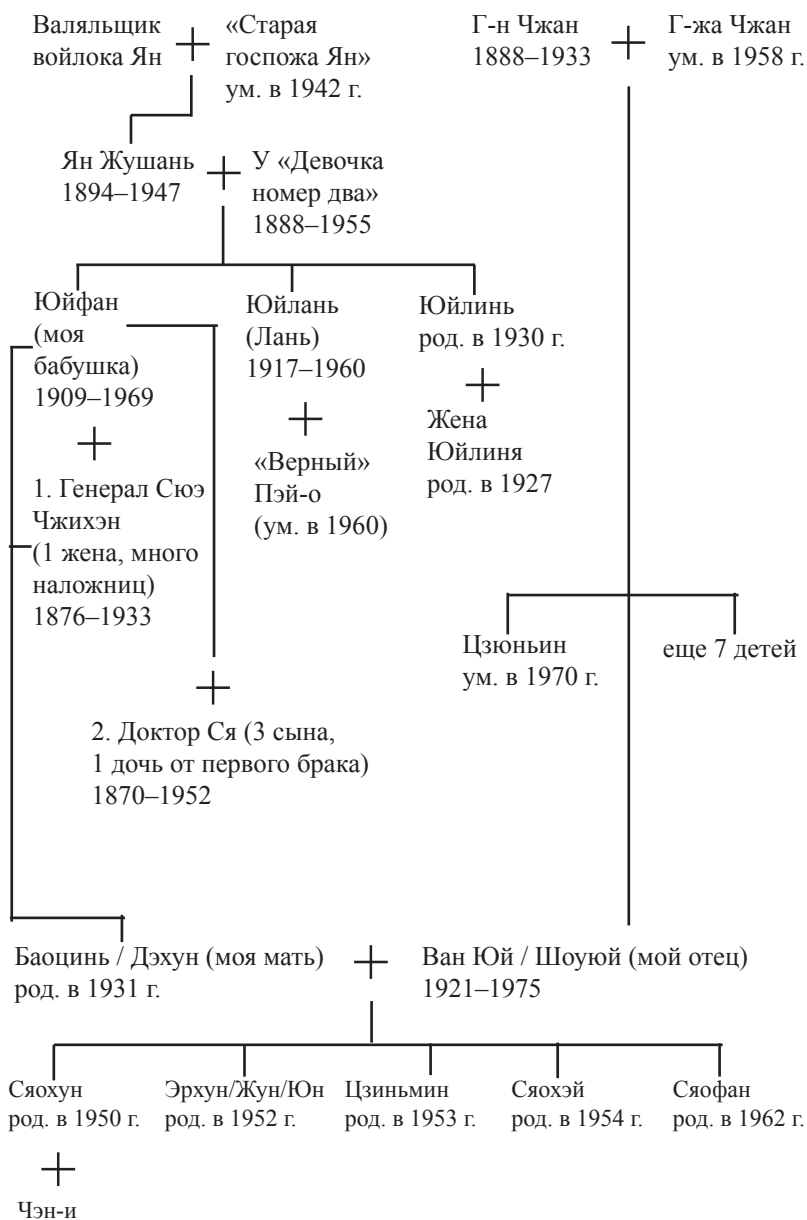 Валяльщик
войлока Ян
«Старая
госпожа Ян»
ум. в 1942 г.
Г-н Чжан
1888–1933
Г-жа Чжан
ум. в 1958 г.
Ян Жушань
1894–1947
У «Девочка
номер два»
1888–1955
Юйфан
(моя
бабушка)
1909–1969
Юйлань
(Лань)
1917–1960
Юйлинь
род. в 1930 г.
1. Генерал Сюэ
Чжихэн
(1 жена, много
наложниц)
1876–1933
«Верный»
Пэй-о
(ум. в 1960)
Жена
Юйлиня
род. в 1927
Цзюньин
ум. в 1970 г.
еще 7 детей
2. Доктор Ся (3 сына,
1 дочь от первого брака)
1870–1952
Баоцинь / Дэхун (моя мать)
род. в 1931 г.
Ван Юй / Шоуюй (мой отец)
1921–1975
Сяохун
род. в 1950 г.
Эрхун/Жун/Юн
род. в 1952 г.
Цзиньмин
род. в 1953 г.
Сяохэй
род. в 1954 г.
Сяофан
род. в 1962 г.
Чэн-и